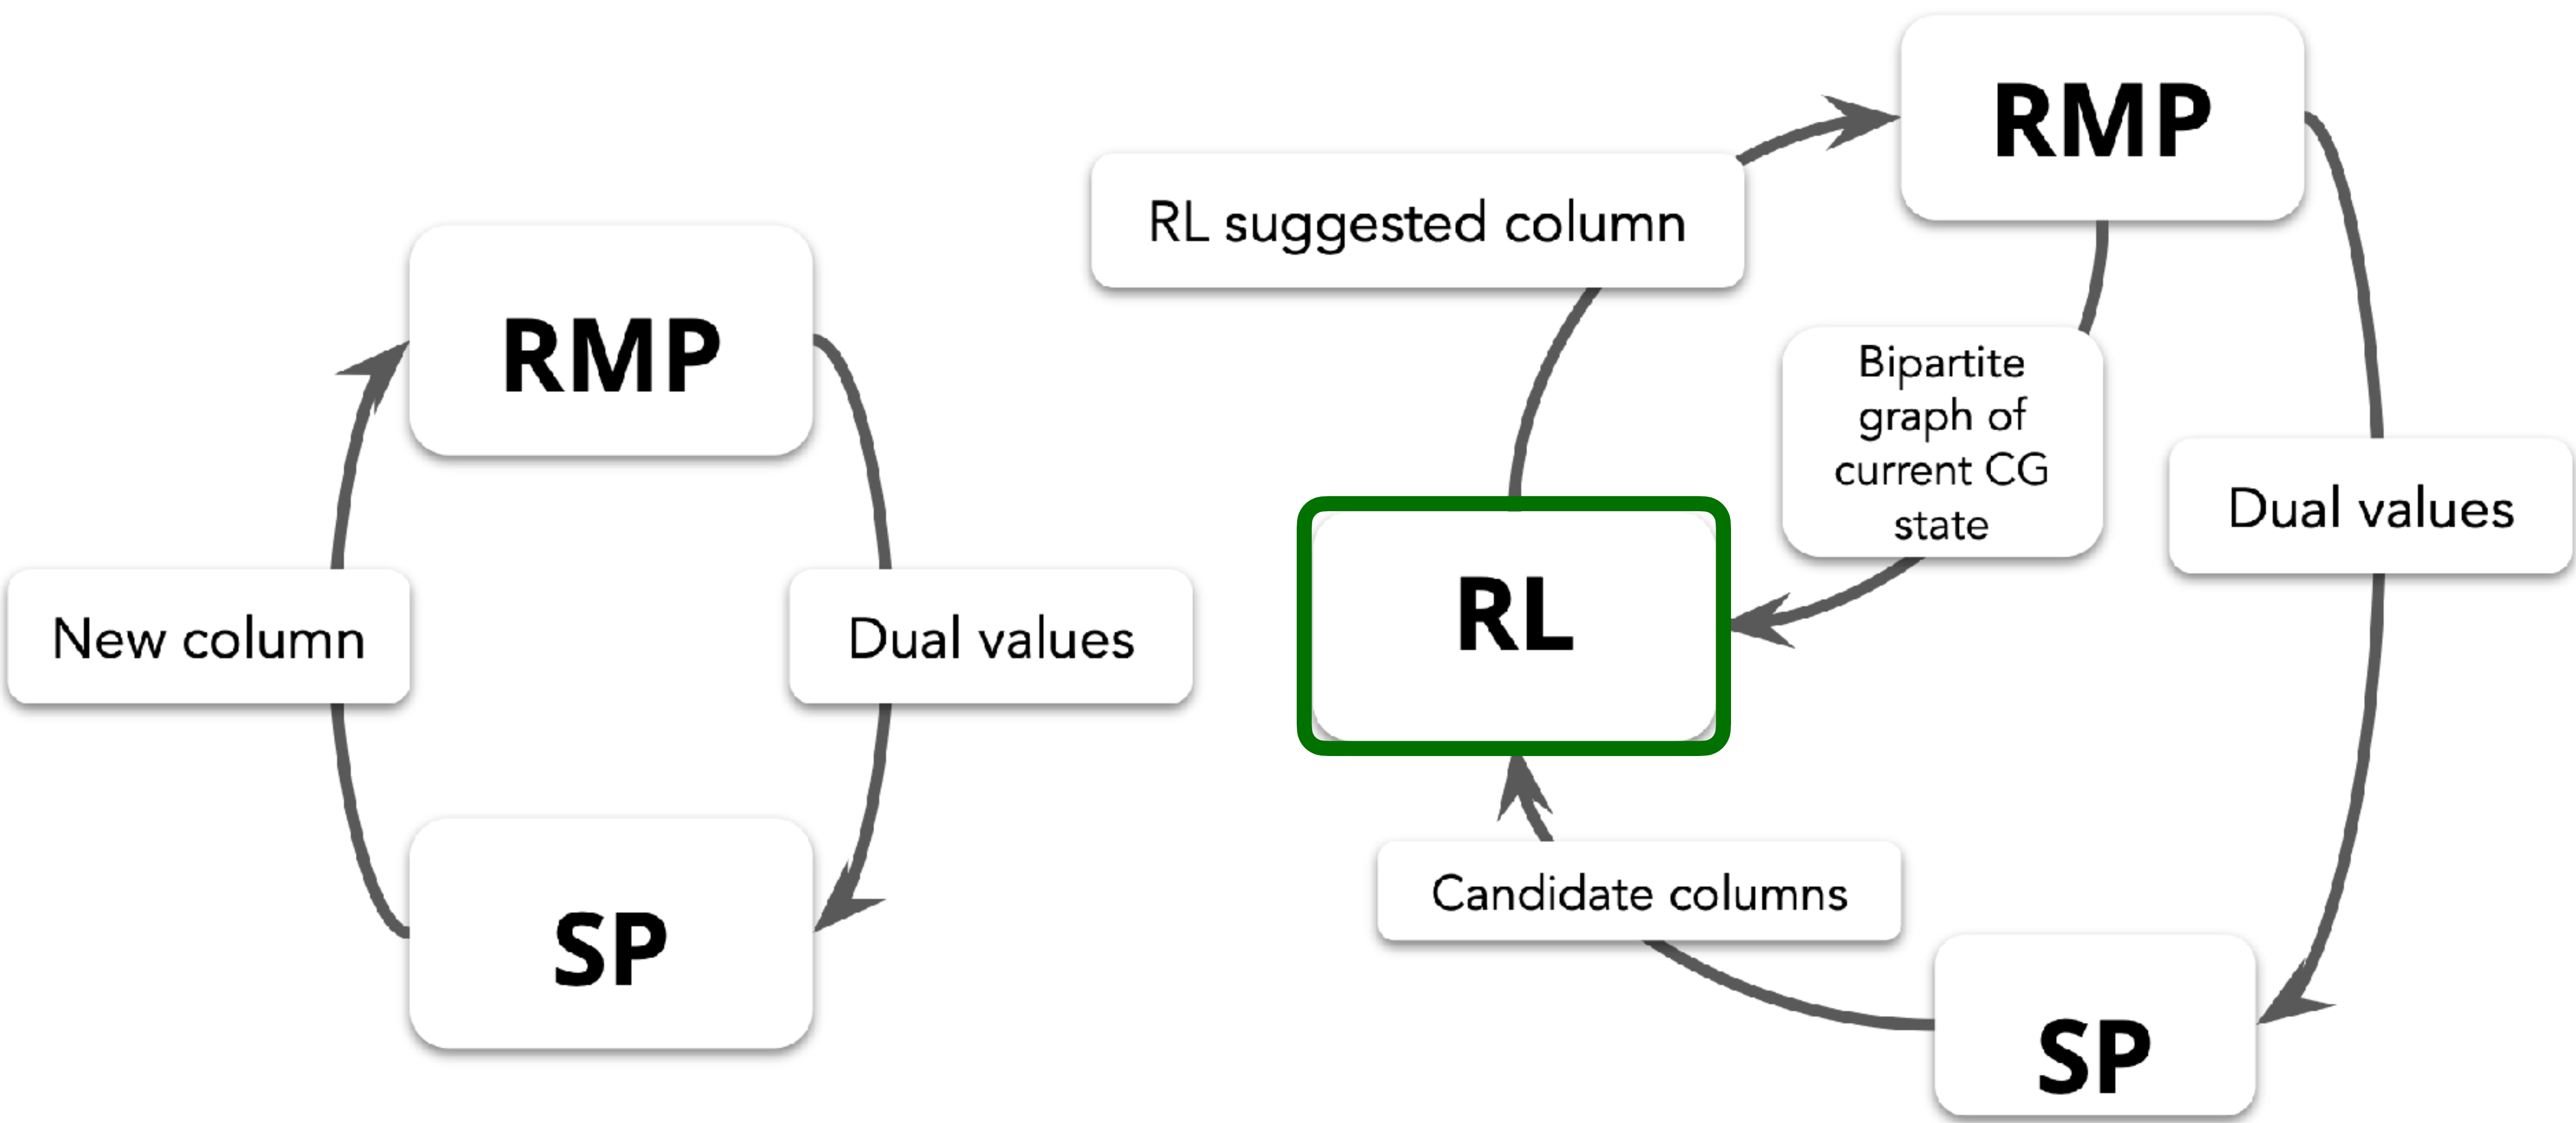 RMP
New column
Dual values
SP
RMP
RL suggested column
Bipartite
graph of
current CG
state
Dual values
RL
Candidate columns
SP